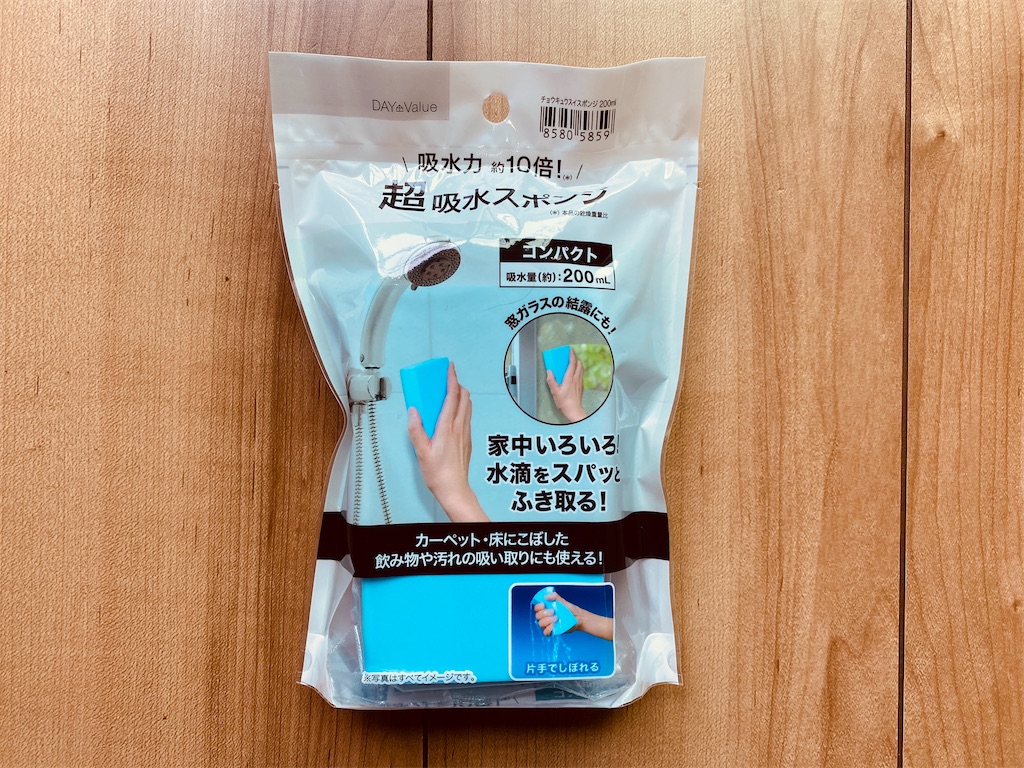 DAY & Value
チョウキュウスイスポンジ 200ml
8580 5859
吸水力 約10倍!(*)
超吸水スポンジ
(*) 本品の乾燥重量比
コンパクト
吸水量(約):200mL
窓ガラスの結露にも!
家中いろいろ!
水滴をスパッと
ふき取る!
カーペット・床にこぼした
飲み物や汚れの吸い取りにも使える!
片手でしぼれる
※写真はすべてイメージです。